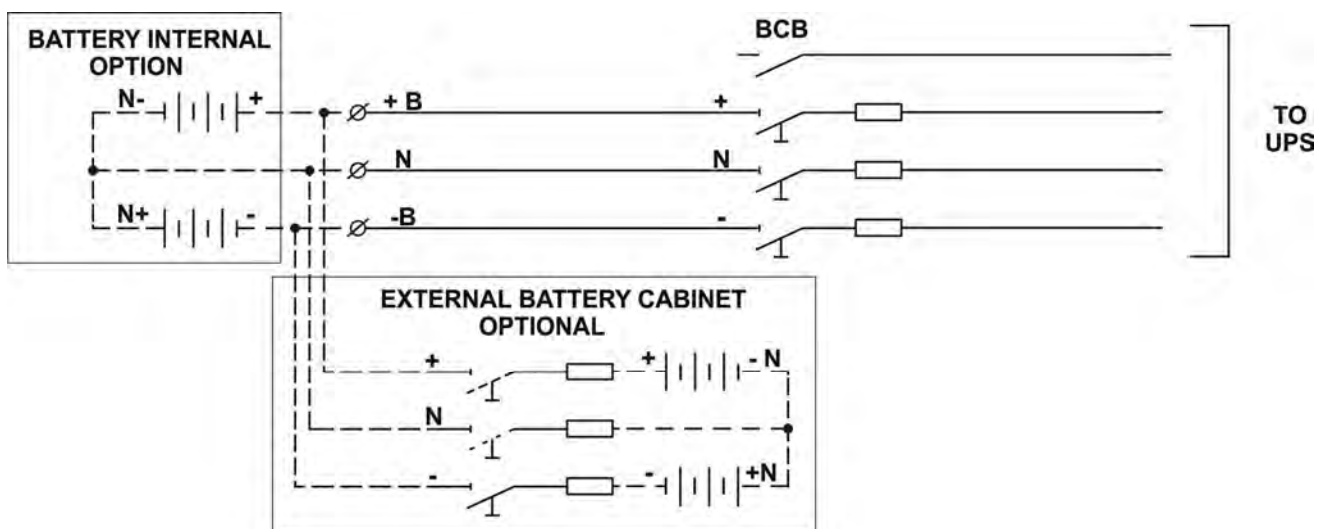 BATTERY INTERNAL
OPTION
BCB
N- +
+ B +
TO
UPS
N N
N+ -
-B -
EXTERNAL BATTERY CABINET
OPTIONAL
+ + - N
N
- - +N